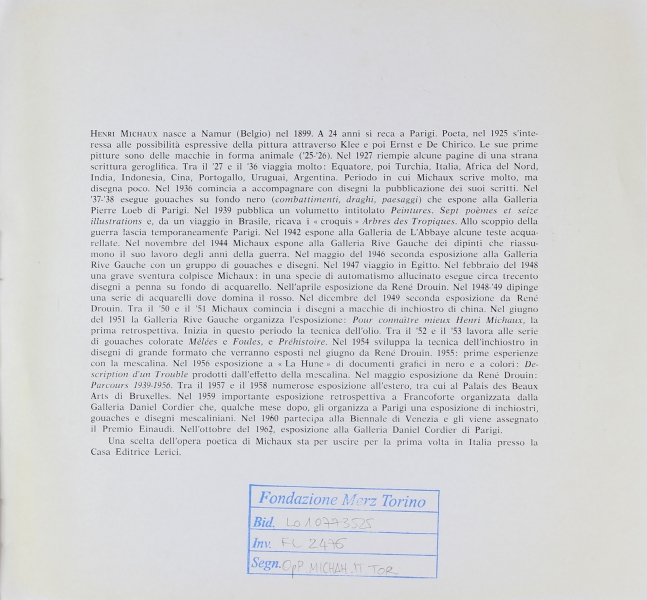 HENRI MICHAUX nasce a Namur (Belgio) nel 1899. A 24 anni si reca a Parigi. Poeta, nel 1925 s'inte-
ressa alle possibilità espressive della pittura attraverso Klee e poi Ernst e De Chirico. Le sue prime
pitture sono delle macchie in forma animale ('25-'26). Nel 1927 riempie alcune pagine di una strana
scrittura geroglifica. Tra il '27 e il '36 viaggia molto: Equatore, poi Turchia, Italia, Africa del Nord,
India, Indonesia, Cina, Portogallo, Uruguai, Argentina. Periodo in cui Michaux scrive molto, ma
disegna poco. Nel 1936 comincia a accompagnare con disegni la pubblicazione dei suoi scritti. Nel
'37-'38 esegue gouaches su fondo nero (combattimenti, draghi, paesaggi) che espone alla Galleria
Pierre Loeb di Parigi. Nel 1939 pubblica un volumetto intitolato Peintures. Sept poèmes et seize
illustrations e, da un viaggio in Brasile, ricava i « croquis » Arbres des Tropiques. Allo scoppio della
guerra lascia temporaneamente Parigi. Nel 1942 espone alla Galleria de L'Abbaye alcune teste acqua-
rellate. Nel novembre del 1944 Michaux espone alla Galleria Rive Gauche dei dipinti che riassu-
mono il suo lavoro degli anni della guerra. Nel maggio del 1946 seconda esposizione alla Galleria
Rive Gauche con un gruppo di gouaches e disegni. Nel 1947 viaggio in Egitto. Nel febbraio del 1948
una grave sventura colpisce Michaux: in una specie di automatismo allucinato esegue circa trecento
disegni a penna su fondo di acquarello. Nell'aprile esposizione da René Drouin. Nel 1948-'49 dipinge
una serie di acquarelli dove domina il rosso. Nel dicembre del 1949 seconda esposizione da René
Drouin. Tra il '50 e il '51 Michaux comincia i disegni a macchie di inchiostro di china. Nel giugno
del 1951 la Galleria Rive Gauche organizza l'esposizione: Pour connaître mieux Henri Michaux, la
prima retrospettiva. Inizia in questo periodo la tecnica dell'olio. Tra il '52 e il '53 lavora alle serie
di gouaches colorate Mêlées e Foules, e Préhistoire. Nel 1954 sviluppa la tecnica dell'inchiostro in
disegni di grande formato che verranno esposti nel giugno da René Drouin. 1955: prime esperienze
con la mescalina. Nel 1956 esposizione a « La Hune » di documenti grafici in nero e a colori: De-
scription d'un Trouble prodotti dall'effetto della mescalina. Nel maggio esposizione da René Drouin:
Parcours 1939-1956. Tra il 1957 e il 1958 numerose esposizione all'estero, tra cui al Palais des Beaux
Arts di Bruxelles. Nel 1959 importante esposizione retrospettiva a Francoforte organizzata dalla
Galleria Daniel Cordier che, qualche mese dopo, gli organizza a Parigi una esposizione di inchiostri,
gouaches e disegni mescaliniani. Nel 1960 partecipa alla Biennale di Venezia e gli viene assegnato
il Premio Einaudi. Nell'ottobre del 1962, esposizione alla Galleria Daniel Cordier di Parigi.
Una scelta dell'opera poetica di Michaux sta per uscire per la prima volta in Italia presso la
Casa Editrice Lerici.
Fondazione Merz Torino
Bid. LO10773525
Inv. FL 2476
Segn. OPP MICHAH TOR